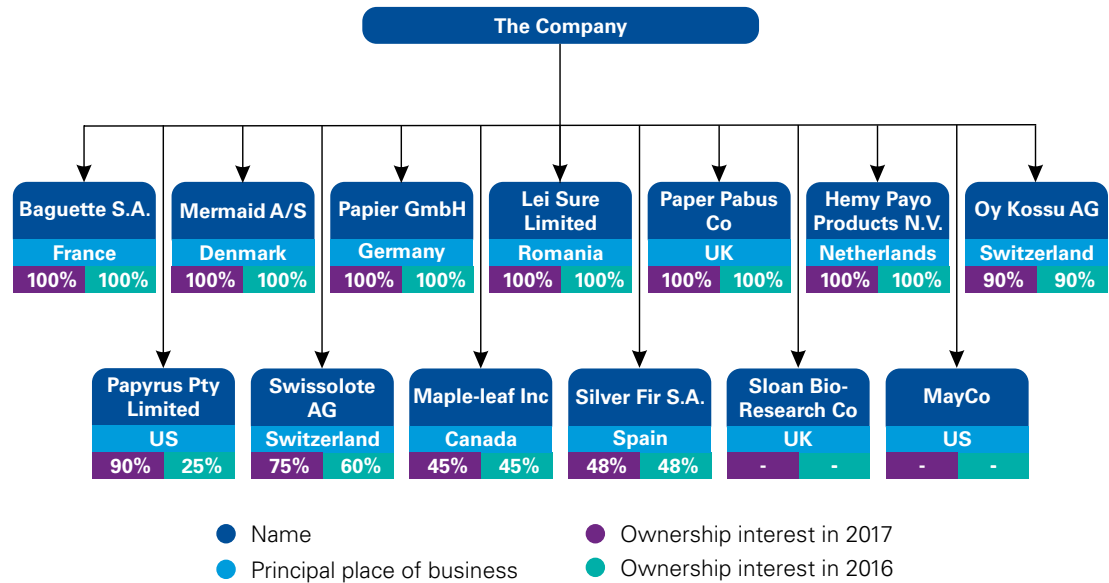 The Company
Baguette S.A.
France
100% 100%
Mermaid A/S
Denmark
100% 100%
Papier GmbH
Germany
100% 100%
Lei Sure
Limited
Romania
100% 100%
Paper Pabus
Co
UK
100% 100%
Hemy Payo
Products N.V.
Netherlands
100% 100%
Oy Kossu AG
Switzerland
90% 90%
Papyrus Pty
Limited
US
90% 25%
Swissolote
AG
Switzerland
75% 60%
Maple-leaf Inc
Canada
45% 45%
Silver Fir S.A.
Spain
48% 48%
Sloan Bio-
Research Co
UK
- -
MayCo
US
- -
Name
Principal place of business
Ownership interest in 2017
Ownership interest in 2016